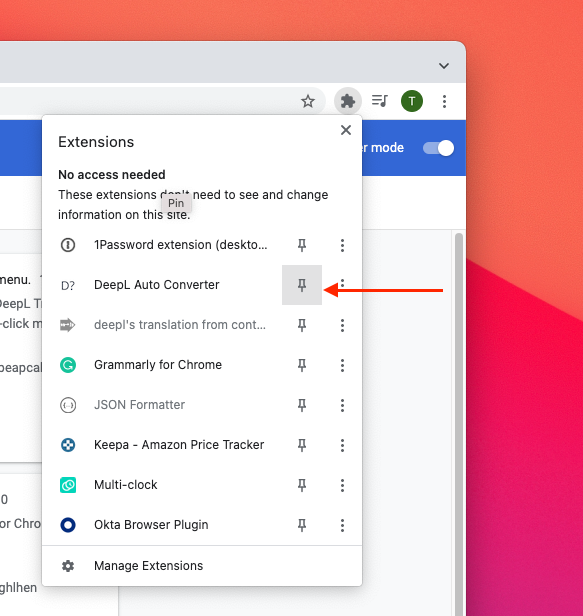 T
Extensions
er mode
No access needed
These extensions don't need to see and change
information on this site.
Pin
1Password extension (deskto...
menu.
D? DeepL Auto Converter
DeepL T
deepl's translation from cont...
-click m
Grammarly for Chrome
peapcal
{--} JSON Formatter
Keepa - Amazon Price Tracker
Multi-clock
0
Okta Browser Plugin
or Chro
Manage Extensions
ghlhen